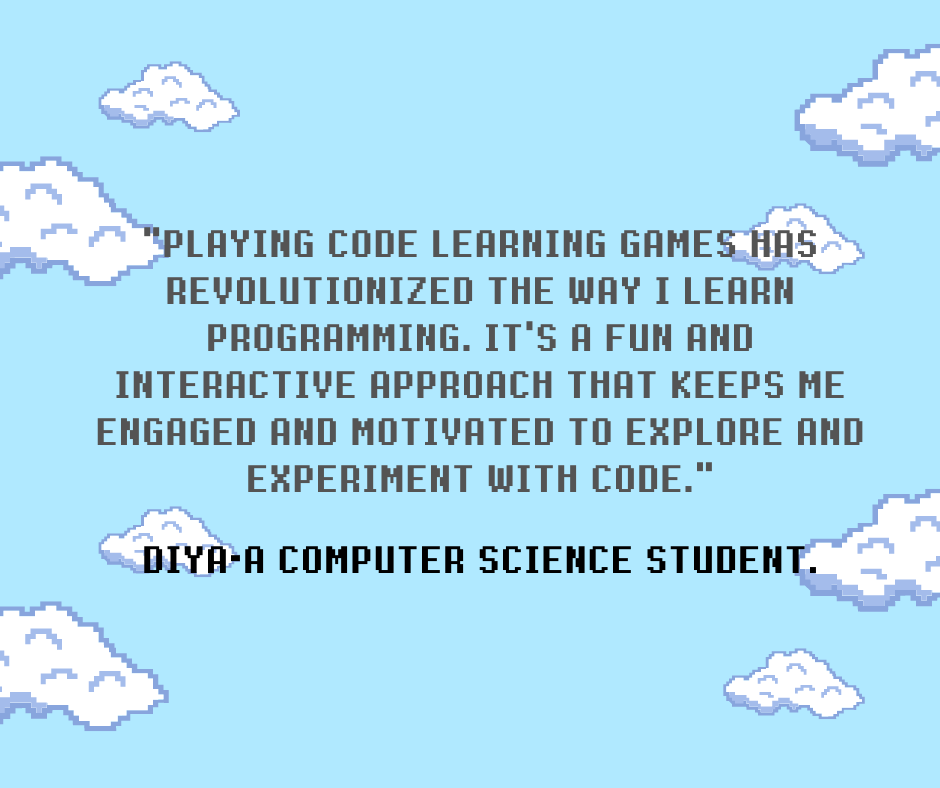 "PLAYING CODE LEARNING GAMES HAS
REVOLUTIONIZED THE WAY I LEARN
PROGRAMMING. IT'S A FUN AND
INTERACTIVE APPROACH THAT KEEPS ME
ENGAGED AND MOTIVATED TO EXPLORE AND
EXPERIMENT WITH CODE."
DIYA-A COMPUTER SCIENCE STUDENT.